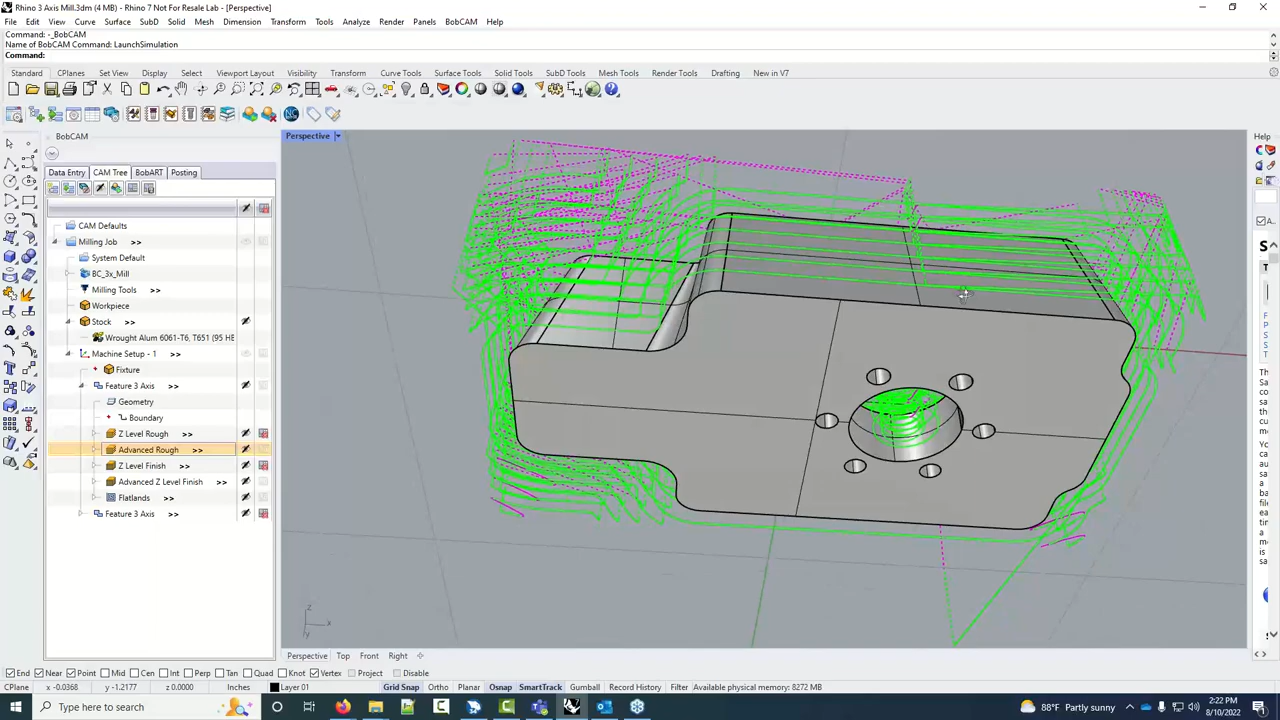 Rhino 3 Axis Mill.3dm (4 MB) - Rhino 7 Not For Resale Lab - [Perspective]
File Edit View Curve Surface SubD Solid Mesh Dimension Transform Tools Analyze Render Panels BobCAM Help
Command: -_BobCAM
Name of BobCAM Command: LaunchSimulation
Command:
Standard CPlanes Set View Display Select Viewport Layout Visibility Transform Curve Tools Surface Tools Solid Tools SubD Tools Mesh Tools Render Tools Drafting New in V7
BobCAM
Perspective
Help
Data Entry CAM Tree BobART Posting
CAM Defaults
Milling Job >>
System Default
BC_3x_Mill
Milling Tools >>
Workpiece
Stock >>
Wrought Alum 6061-T6, T651 (95 HE
Machine Setup - 1 >>
Fixture
Feature 3 Axis >>
Geometry
Boundary
Z Level Rough >>
Advanced Rough >>
Z Level Finish >>
Advanced Z Level Finish >>
Flatlands >>
Feature 3 Axis >>
z
x
y
Perspective Top Front Right
End Near Point Mid Cen Int Perp Tan Quad Knot Vertex Project Disable
CPlane x -0.0368 y -1.2177 z 0.0000 Inches Layer 01 Grid Snap Ortho Planar Osnap SmartTrack Gumball Record History Filter Available physical memory: 8272 MB
Type here to search
88°F Partly sunny
2:22 PM
8/10/2022